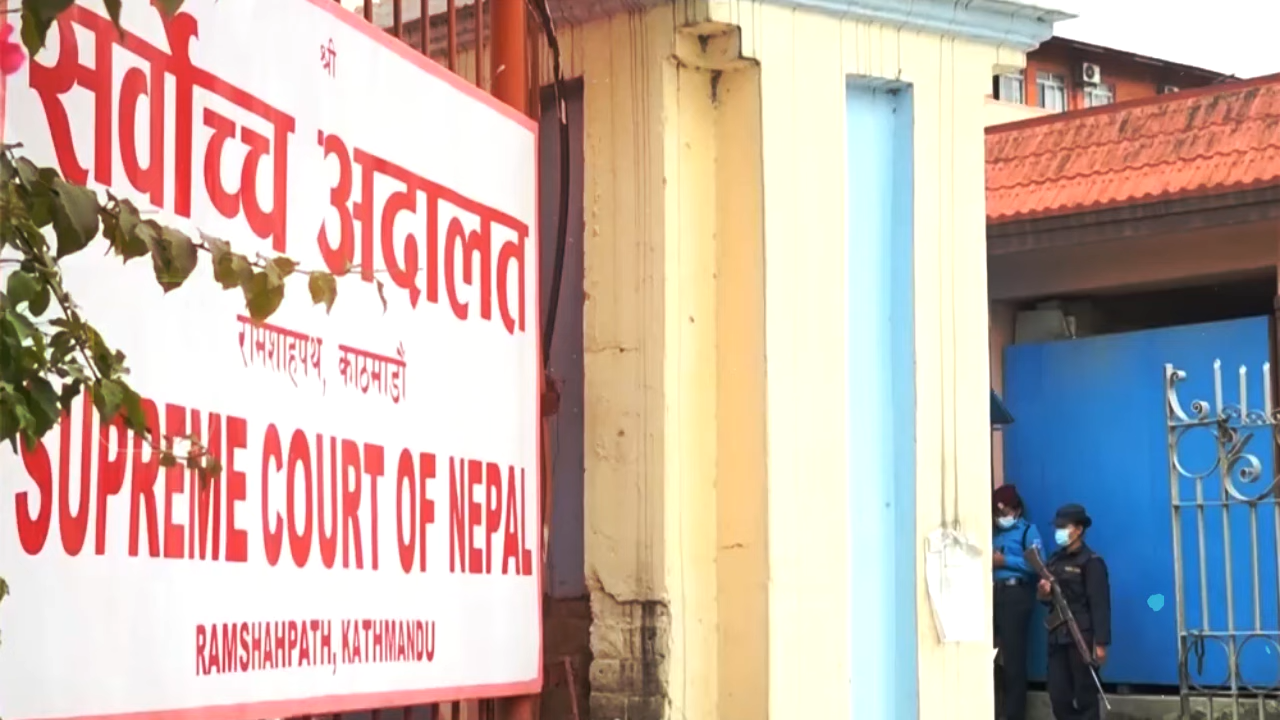 श्री
सर्वोच्च अदालत
रामशाहपथ, काठमाडौं
SUPREME COURT OF NEPAL
RAMSHAHPATH, KATHMANDU